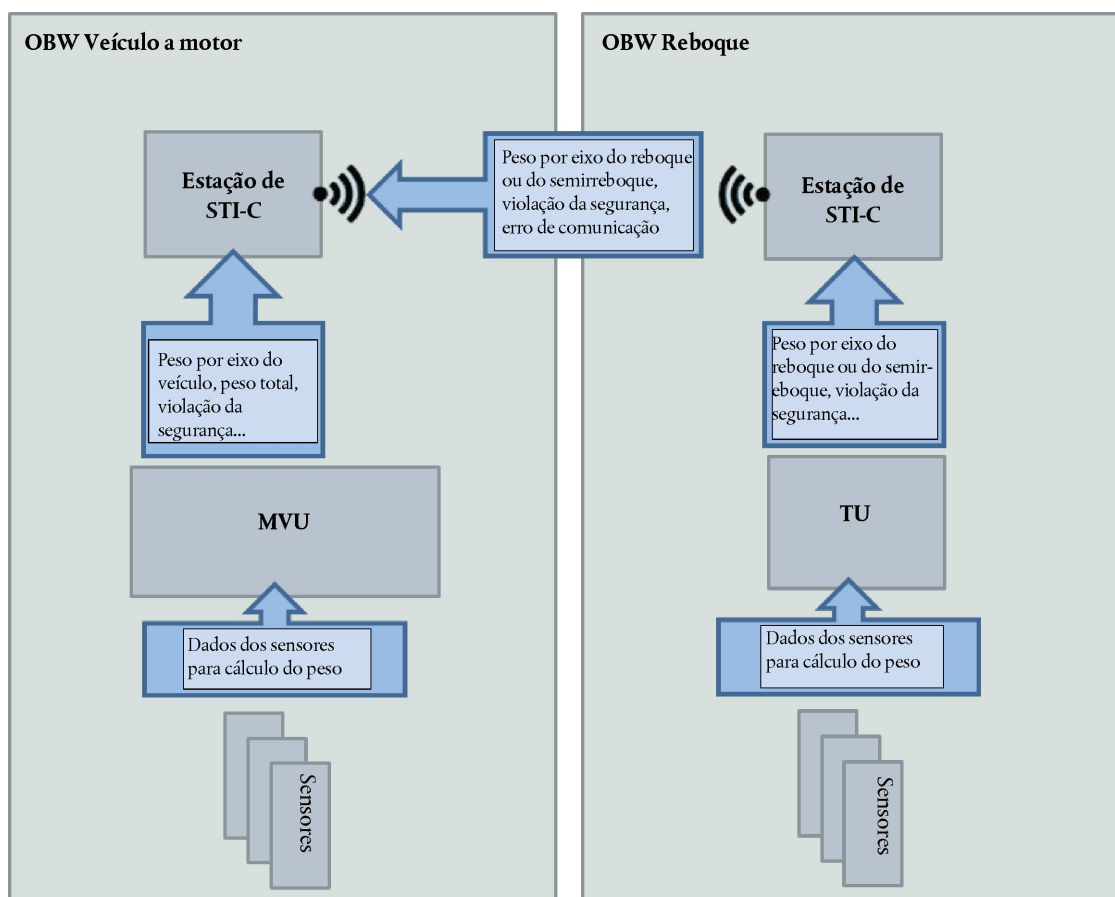 OBW Veículo a motor
Estação de
STI-C
Peso por eixo do
veículo, peso total,
violação da
segurança...
MVU
Dados dos sensores
para cálculo do peso
Sensores
Peso por eixo do reboque
ou do semirreboque,
violação da segurança,
erro de comunicação
OBW Reboque
Estação de
STI-C
Peso por eixo do
reboque ou do semir-
eboque, violação da
segurança...
TU
Dados dos sensores
para cálculo do peso
Sensores